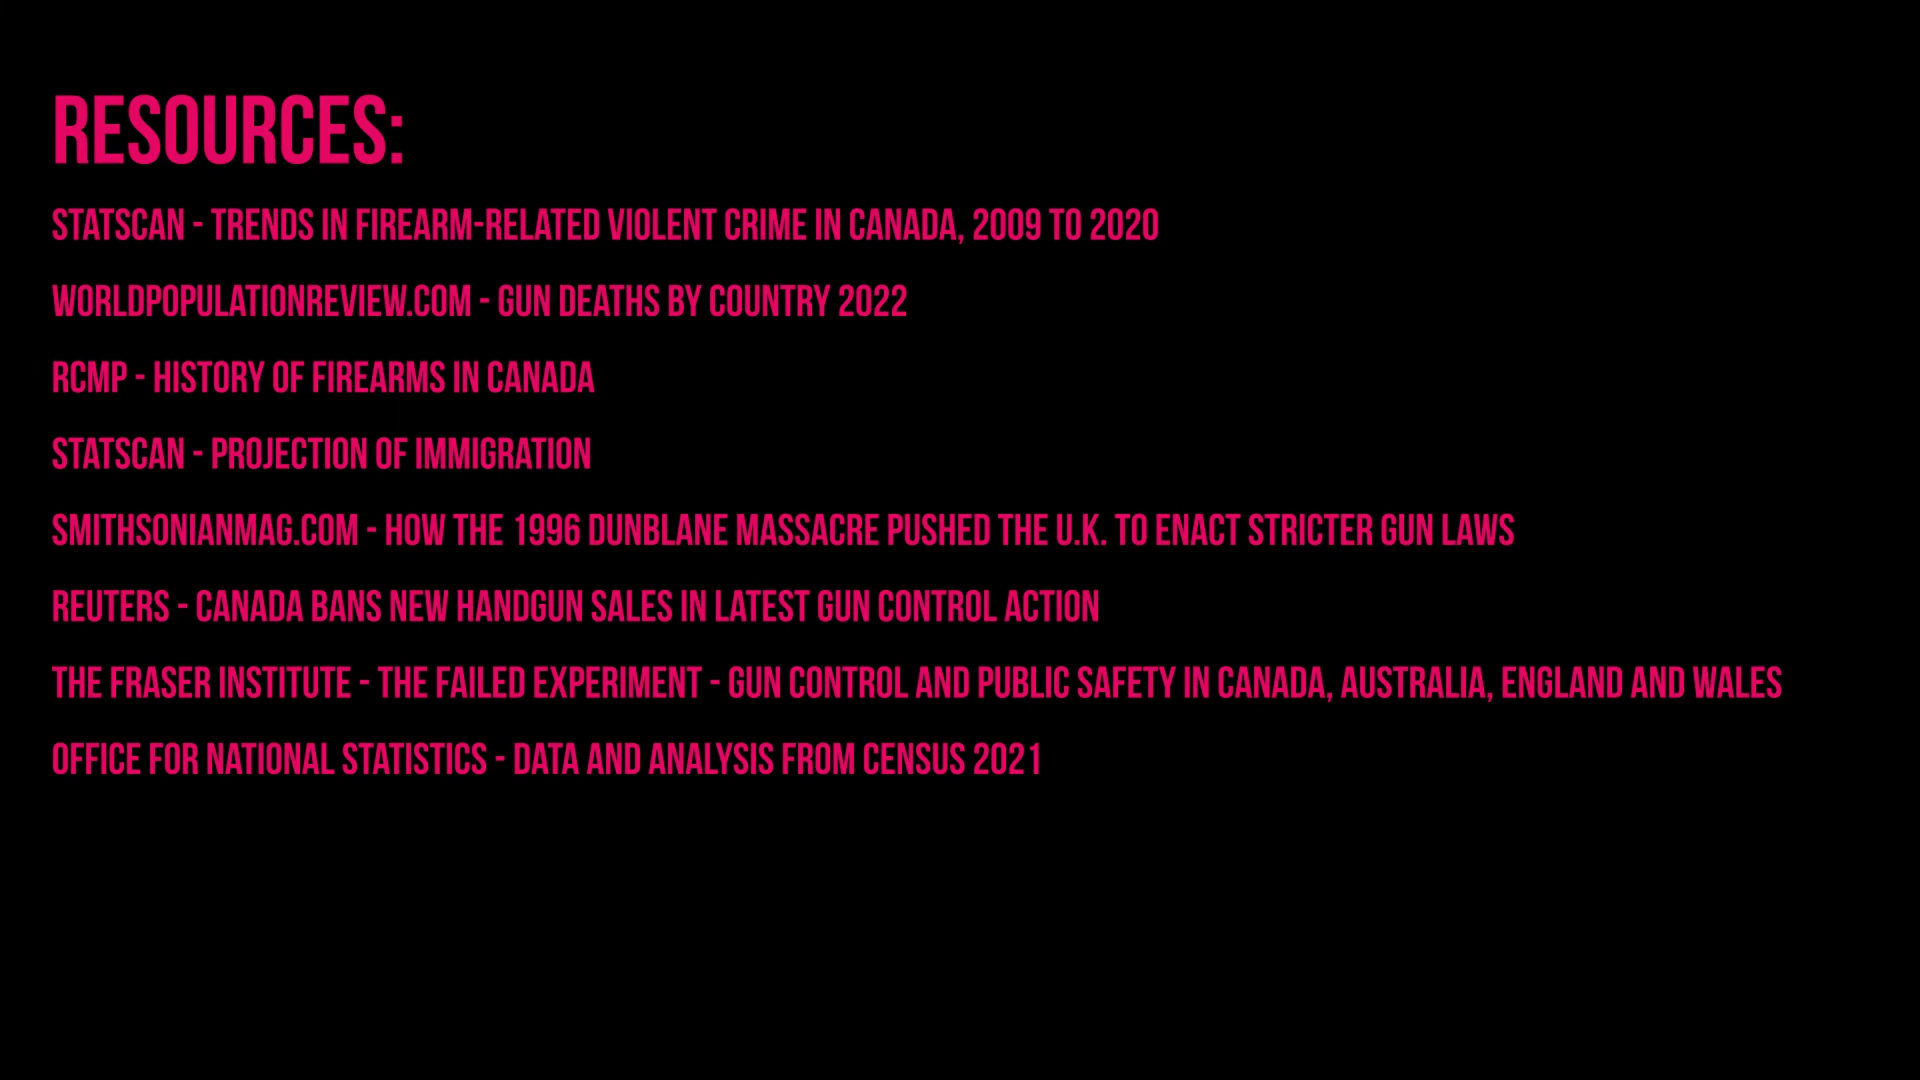 RESOURCES:
STATSCAN - TRENDS IN FIREARM-RELATED VIOLENT CRIME IN CANADA, 2009 TO 2020
WORLDPOPULATIONREVIEW.COM - GUN DEATHS BY COUNTRY 2022
RCMP - HISTORY OF FIREARMS IN CANADA
STATSCAN - PROJECTION OF IMMIGRATION
SMITHSONIANMAG.COM - HOW THE 1996 DUNBLANE MASSACRE PUSHED THE U.K. TO ENACT STRICTER GUN LAWS
REUTERS - CANADA BANS NEW HANDGUN SALES IN LATEST GUN CONTROL ACTION
THE FRASER INSTITUTE - THE FAILED EXPERIMENT - GUN CONTROL AND PUBLIC SAFETY IN CANADA, AUSTRALIA, ENGLAND AND WALES
OFFICE FOR NATIONAL STATISTICS - DATA AND ANALYSIS FROM CENSUS 2021